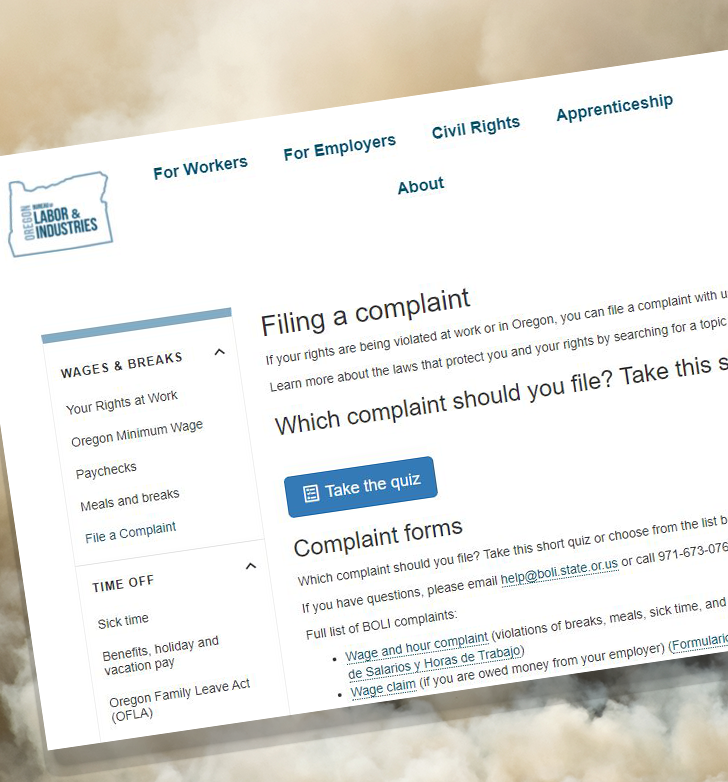 For Workers
For Employers
Civil Rights
Apprenticeship
About
OREGON
BUREAU OF
LABOR &
INDUSTRIES
WAGES & BREAKS
Your Rights at Work
Oregon Minimum Wage
Paychecks
Meals and breaks
File a Complaint
TIME OFF
Sick time
Benefits, holiday and
vacation pay
Oregon Family Leave Act
(OFLA)
Filing a complaint
If your rights are being violated at work or in Oregon, you can file a complaint with
Learn more about the laws that protect you and your rights by searching for a topic
Which complaint should you file? Take this
Take the quiz
Complaint forms
Which complaint should you file? Take this short quiz or choose from the list
If you have questions, please email help@boli.state.or.us or call 971-673-076
Full list of BOLI complaints:
• Wage and hour complaint (violations of breaks, meals, sick time, and
de Salarios y Horas de Trabajo)
• Wage claim (if you are owed money from your employer) (Formulario